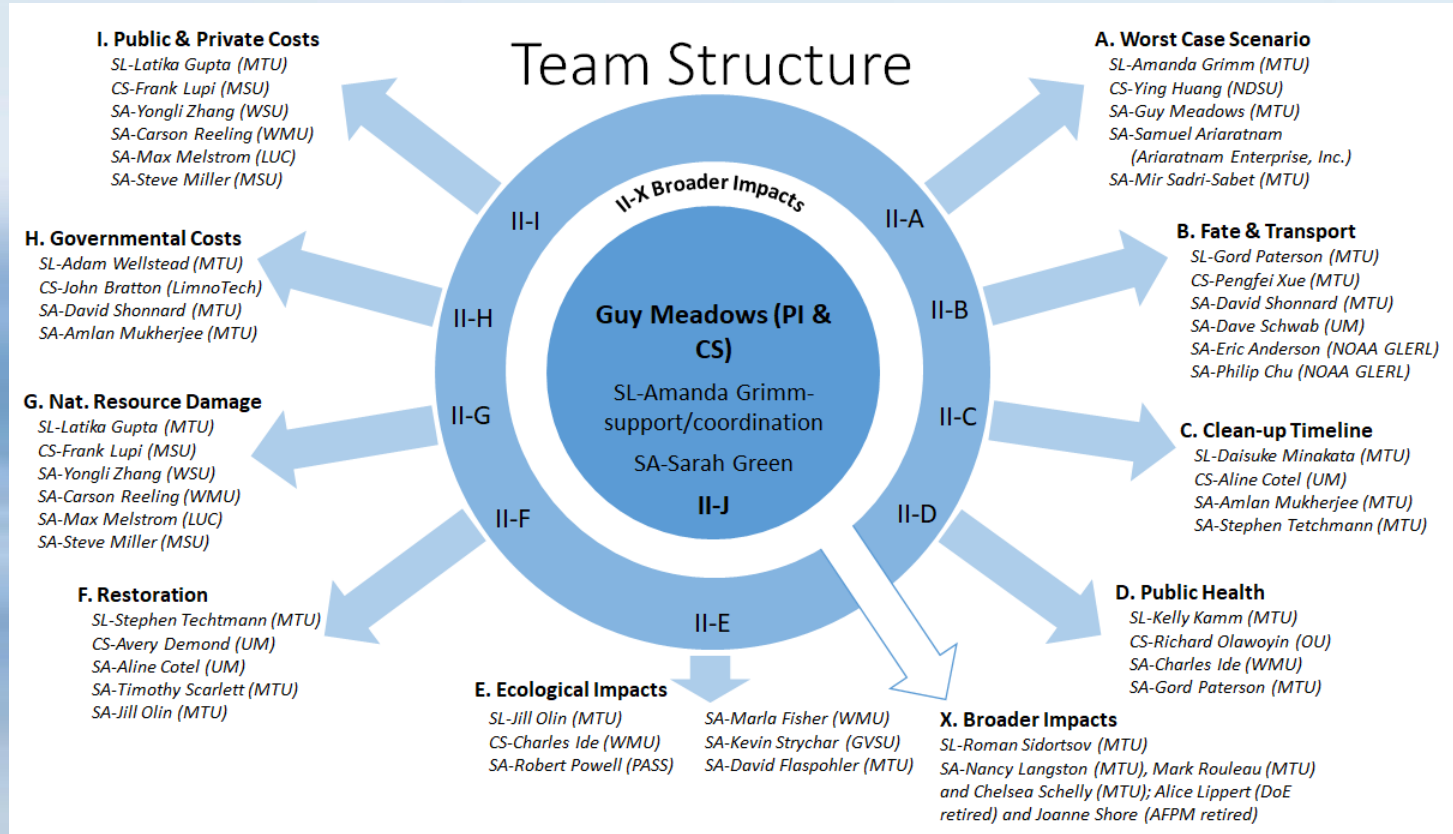 Team Structure
I. Public & Private Costs
SL-Latika Gupta (MTU)
CS-Frank Lupi (MSU)
SA-Yongli Zhang (WSU)
SA-Carson Reeling (WMU)
SA-Max Melstrom (LUC)
SA-Steve Miller (MSU)
H. Governmental Costs
SL-Adam Wellstead (MTU)
CS-John Bratton (LimnoTech)
SA-David Shonnard (MTU)
SA-Amlan Mukherjee (MTU)
G. Nat. Resource Damage
SL-Latika Gupta (MTU)
CS-Frank Lupi (MSU)
SA-Yongli Zhang (WSU)
SA-Carson Reeling (WMU)
SA-Max Melstrom (LUC)
SA-Steve Miller (MSU)
F. Restoration
SL-Stephen Techtmann (MTU)
CS-Avery Demond (UM)
SA-Aline Cotel (UM)
SA-Timothy Scarlett (MTU)
SA-Jill Olin (MTU)
II-I
II-H
II-G
II-F
II-E
II-A
II-B
II-C
II-D
II-X Broader Impacts
Guy Meadows (PI &
CS)
SL-Amanda Grimm-
support/coordination
SA-Sarah Green
II-J
A. Worst Case Scenario
SL-Amanda Grimm (MTU)
CS-Ying Huang (NDSU)
SA-Guy Meadows (MTU)
SA-Samuel Ariaratnam
(Ariaratnam Enterprise, Inc.)
SA-Mir Sadri-Sabet (MTU)
B. Fate & Transport
SL-Gord Paterson (MTU)
CS-Pengfei Xue (MTU)
SA-David Shonnard (MTU)
SA-Dave Schwab (UM)
SA-Eric Anderson (NOAA GLERL)
SA-Philip Chu (NOAA GLERL)
C. Clean-up Timeline
SL-Daisuke Minakata (MTU)
CS-Aline Cotel (UM)
SA-Amlan Mukherjee (MTU)
SA-Stephen Tetchmann (MTU)
D. Public Health
SL-Kelly Kamm (MTU)
CS-Richard Olawoyin (OU)
SA-Charles Ide (WMU)
SA-Gord Paterson (MTU)
E. Ecological Impacts
SL-Jill Olin (MTU)
CS-Charles Ide (WMU)
SA-Robert Powell (PASS)
SA-Marla Fisher (WMU)
SA-Kevin Strychar (GVSU)
SA-David Flaspohler (MTU)
X. Broader Impacts
SL-Roman Sidortsov (MTU)
SA-Nancy Langston (MTU), Mark Rouleau (MTU)
and Chelsea Schelly (MTU); Alice Lippert (DoE
retired) and Joanne Shore (AFPM retired)